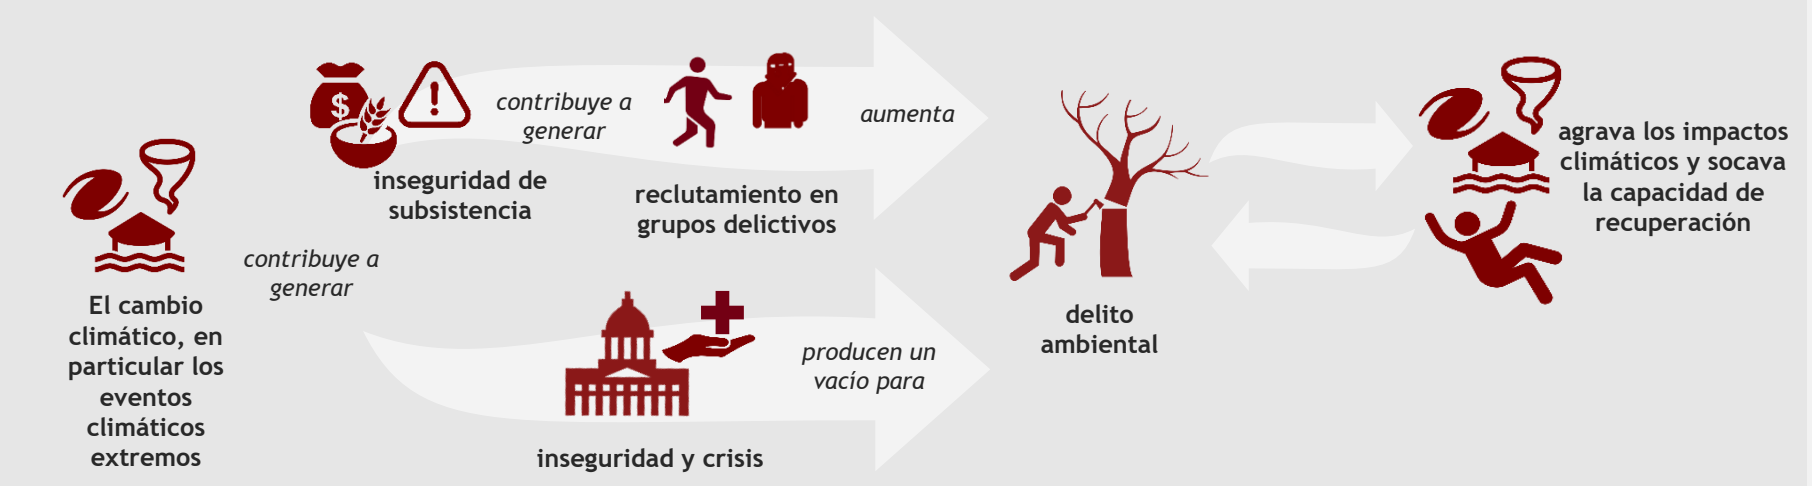 El cambio
climático, en
particular los
eventos
climáticos
extremos
contribuye a
generar
$
!
inseguridad de
subsistencia
contribuye a
generar
reclutamiento en
grupos delictivos
aumenta
inseguridad y crisis
producen un
vacío para
delito
ambiental
agrava los impactos
climáticos y socava
la capacidad de
recuperación